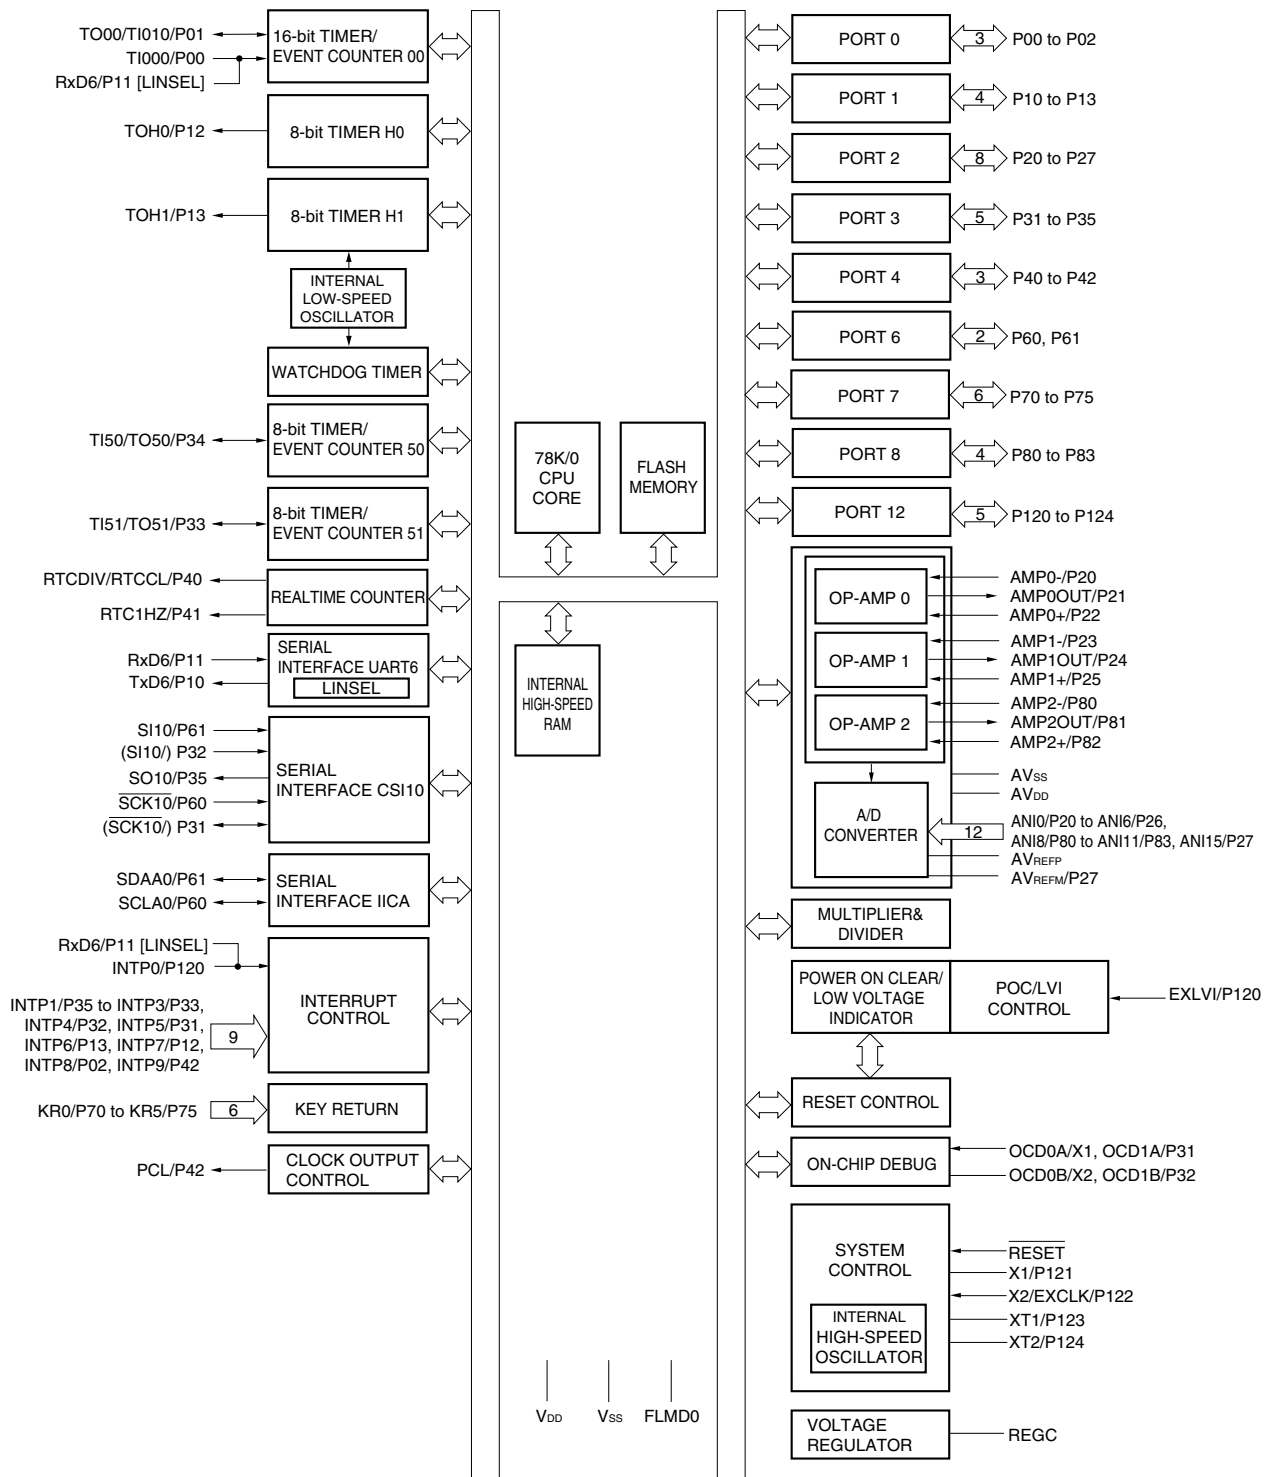 TO00/TI010/P01
TI000/P00
RxD6/P11 [LINSEL]
16-bit TIMER/
EVENT COUNTER 00
TOH0/P12
8-bit TIMER H0
TOH1/P13
8-bit TIMER H1
INTERNAL
LOW-SPEED
OSCILLATOR
WATCHDOG TIMER
TI50/TO50/P34
8-bit TIMER/
EVENT COUNTER 50
TI51/TO51/P33
8-bit TIMER/
EVENT COUNTER 51
RTCDIV/RTCCL/P40
RTC1HZ/P41
REALTIME COUNTER
RxD6/P11
TxD6/P10
SERIAL
INTERFACE UART6
LINSEL
SI10/P61
(SI10/) P32
SO10/P35
SCK10/P60
(SCK10/) P31
SERIAL
INTERFACE CSI10
SDAA0/P61
SCLA0/P60
SERIAL
INTERFACE IICA
RxD6/P11 [LINSEL]
INTP0/P120
INTP1/P35 to INTP3/P33,
INTP4/P32, INTP5/P31,
INTP6/P13, INTP7/P12,
INTP8/P02, INTP9/P42
9
INTERRUPT
CONTROL
KR0/P70 to KR5/P75
6
KEY RETURN
PCL/P42
CLOCK OUTPUT
CONTROL
78K/0
CPU
CORE
FLASH
MEMORY
INTERNAL
HIGH-SPEED
RAM
VDD
VSS
FLMD0
PORT 0
3
P00 to P02
PORT 1
4
P10 to P13
PORT 2
8
P20 to P27
PORT 3
5
P31 to P35
PORT 4
3
P40 to P42
PORT 6
2
P60, P61
PORT 7
6
P70 to P75
PORT 8
4
P80 to P83
PORT 12
5
P120 to P124
OP-AMP 0
AMP0-/P20
AMP0OUT/P21
AMP0+/P22
OP-AMP 1
AMP1-/P23
AMP1OUT/P24
AMP1+/P25
OP-AMP 2
AMP2-/P80
AMP2OUT/P81
AMP2+/P82
AVSS
AVDD
A/D
CONVERTER
12
ANI0/P20 to ANI6/P26,
ANI8/P80 to ANI11/P83, ANI15/P27
AVREFP
AVREFM/P27
MULTIPLIER&
DIVIDER
POWER ON CLEAR/
LOW VOLTAGE
INDICATOR
POC/LVI
CONTROL
EXLVI/P120
RESET CONTROL
ON-CHIP DEBUG
OCD0A/X1, OCD1A/P31
OCD0B/X2, OCD1B/P32
SYSTEM
CONTROL
INTERNAL
HIGH-SPEED
OSCILLATOR
RESET
X1/P121
X2/EXCLK/P122
XT1/P123
XT2/P124
VOLTAGE
REGULATOR
REGC